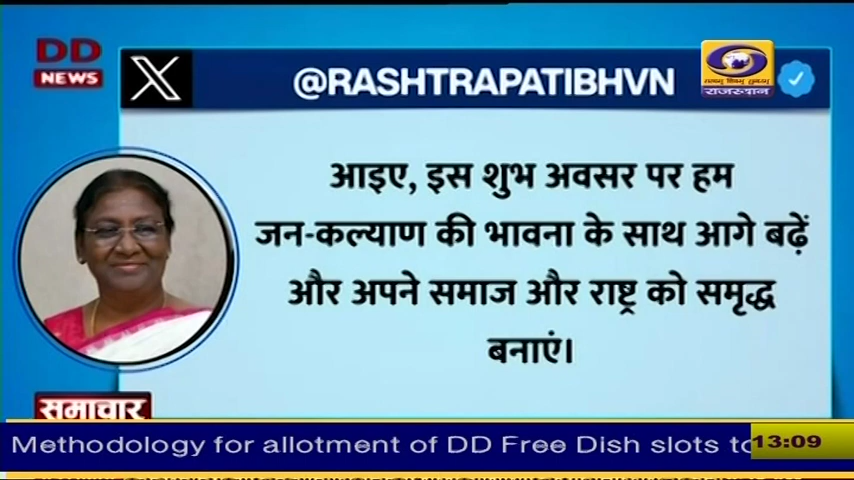 DD
NEWS
@RASHTRAPATIBHVN
राजस्थान
आइए, इस शुभ अवसर पर हम
जन-कल्याण की भावना के साथ आगे बढ़ें
और अपने समाज और राष्ट्र को समृद्ध
बनाएं।
समाचार
Methodology for allotment of DD Free Dish slots to
13:09